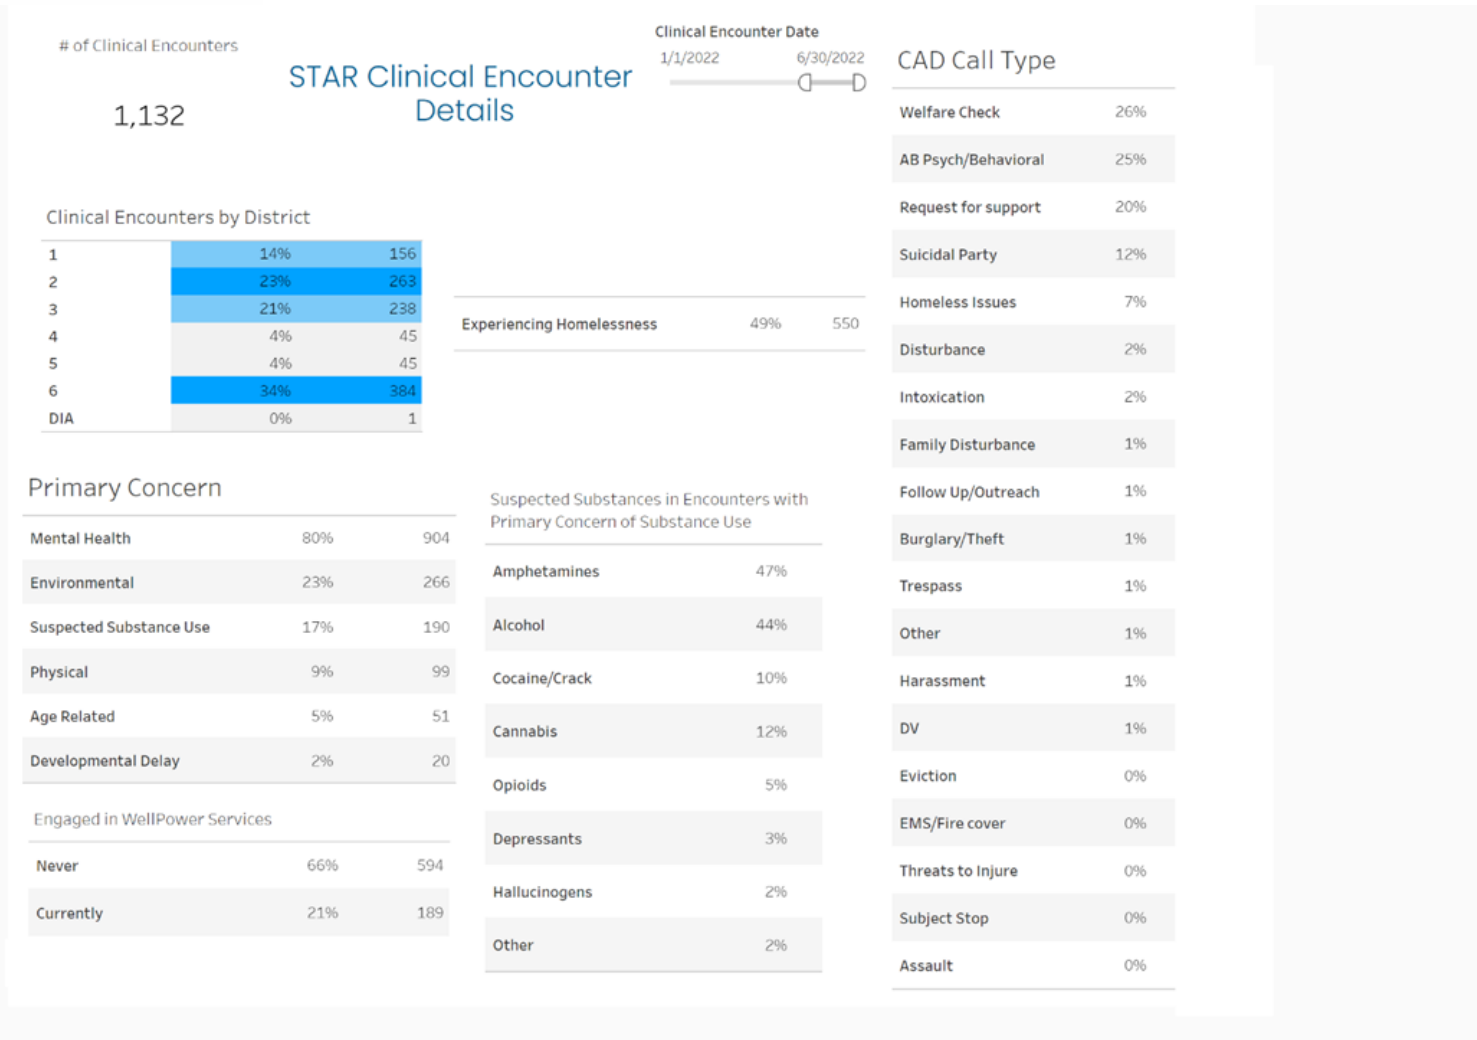 # of Clinical Encounters
1,132
STAR Clinical Encounter
Details
Clinical Encounter Date
1/1/2022 6/30/2022
Clinical Encounters by District
1 14% 156
2 23% 263
3 21% 238
4 4% 45
5 4% 45
6 34% 384
DIA 0% 1
Experiencing Homelessness 49% 550
Primary Concern
Mental Health 80% 904
Environmental 23% 266
Suspected Substance Use 17% 190
Physical 9% 99
Age Related 5% 51
Developmental Delay 2% 20
Engaged in WellPower Services
Never 66% 594
Currently 21% 189
Suspected Substances in Encounters with
Primary Concern of Substance Use
Amphetamines 47%
Alcohol 44%
Cocaine/Crack 10%
Cannabis 12%
Opioids 5%
Depressants 3%
Hallucinogens 2%
Other 2%
CAD Call Type
Welfare Check 26%
AB Psych/Behavioral 25%
Request for support 20%
Suicidal Party 12%
Homeless Issues 7%
Disturbance 2%
Intoxication 2%
Family Disturbance 1%
Follow Up/Outreach 1%
Burglary/Theft 1%
Trespass 1%
Other 1%
Harassment 1%
DV 1%
Eviction 0%
EMS/Fire cover 0%
Threats to Injure 0%
Subject Stop 0%
Assault 0%